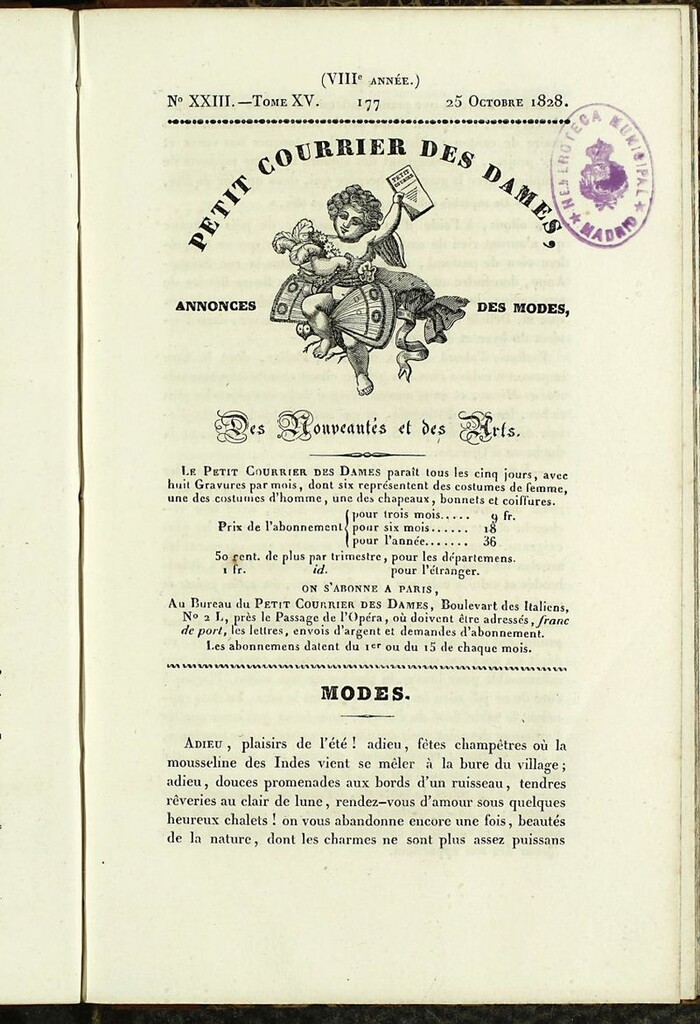 (VIIIe ANNÉE.)
No XXIII.—TOME XV. 177 25 OCTOBRE 1828.
PETIT COURRIER DES DAMES,
HEMEROTECA MUNICIPAL
★ MADRID ★
PETIT COURRIER
ANNONCES DES MODES,
Des Nouveautés et des Arts.
LE PETIT COURRIER DES DAMES paraît tous les cinq jours, avec
huit Gravures par mois, dont six représentent des costumes de femme,
une des costumes d'homme, une des chapeaux, bonnets et coiffures.
Prix de l'abonnement { pour trois mois..... 9 fr.
pour six mois...... 18
pour l'année....... 36
50 cent. de plus par trimestre, pour les départemens.
1 fr. id. pour l'étranger.
ON S'ABONNE A PARIS,
Au Bureau du PETIT COURRIER DES DAMES, Boulevart des Italiens,
No 2 L, près le Passage de l'Opéra, où doivent être adressés, franc
de port, les lettres, envois d'argent et demandes d'abonnement.
Les abonnemens datent du 1er ou du 15 de chaque mois.
MODES.
ADIEU, plaisirs de l'été ! adieu, fêtes champêtres où la
mousseline des Indes vient se mêler à la bure du village ;
adieu, douces promenades aux bords d'un ruisseau, tendres
rêveries au clair de lune, rendez-vous d'amour sous quelques
heureux chalets ! on vous abandonne encore une fois, beautés
de la nature, dont les charmes ne sont plus assez puissans